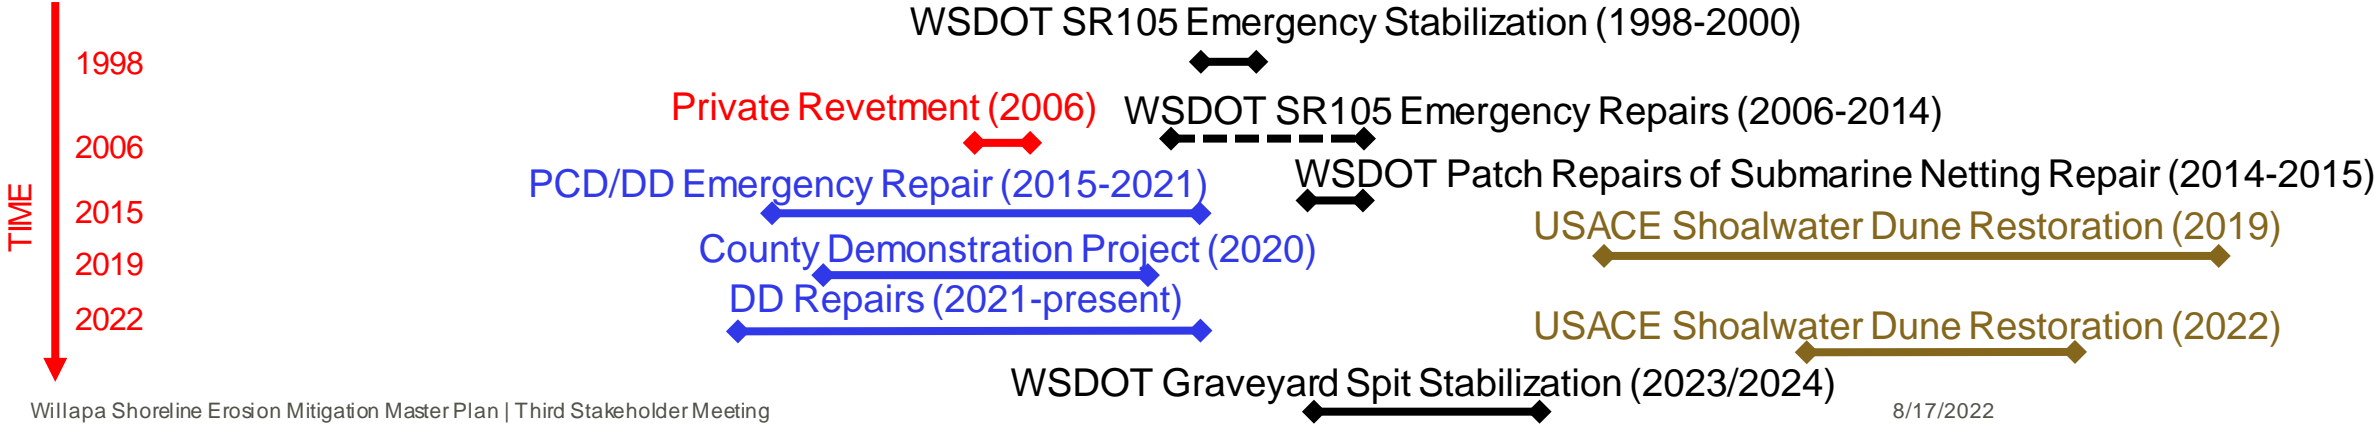 WSDOT SR105 Emergency Stabilization (1998-2000)
1998
Private Revetment (2006)
WSDOT SR105 Emergency Repairs (2006-2014)
2006
WSDOT Patch Repairs of Submarine Netting Repair (2014-2015)
PCD/DD Emergency Repair (2015-2021)
TIME
2015
USACE Shoalwater Dune Restoration (2019)
County Demonstration Project (2020)
2019
DD Repairs (2021-present)
2022
USACE Shoalwater Dune Restoration (2022)
WSDOT Graveyard Spit Stabilization (2023/2024)
Willapa Shoreline Erosion Mitigation Master Plan | Third Stakeholder Meeting
8/17/2022